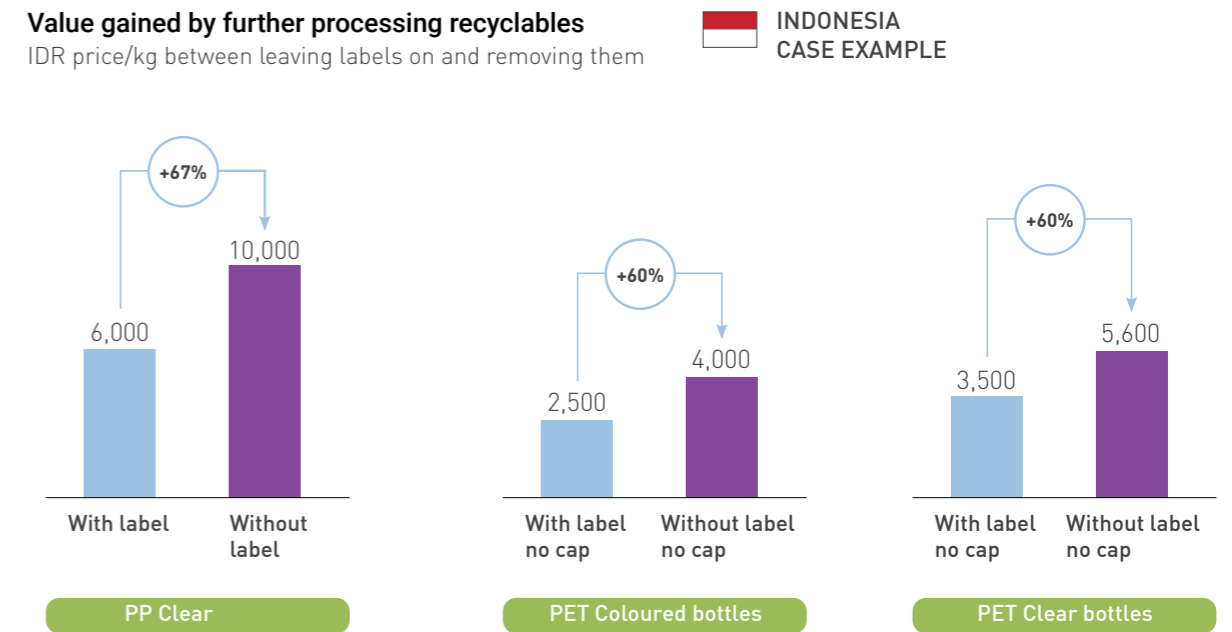 Value gained by further processing recyclables
IDR price/kg between leaving labels on and removing them
INDONESIA
CASE EXAMPLE
+67%
10,000
6,000
With label
Without
label
PP Clear
+60%
4,000
2,500
With label
no cap
Without label
no cap
PET Coloured bottles
+60%
5,600
3,500
With label
no cap
Without label
no cap
PET Clear bottles